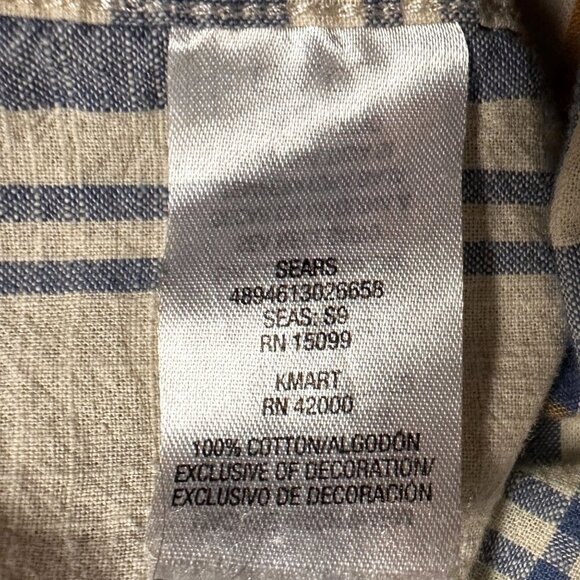 SEARS
4894613026658
SEAS: S9
RN 15099
KMART
RN 42000
100% COTTON/ALGODÓN
EXCLUSIVE OF DECORATION/
EXCLUSIVO DE DECORACIÓN